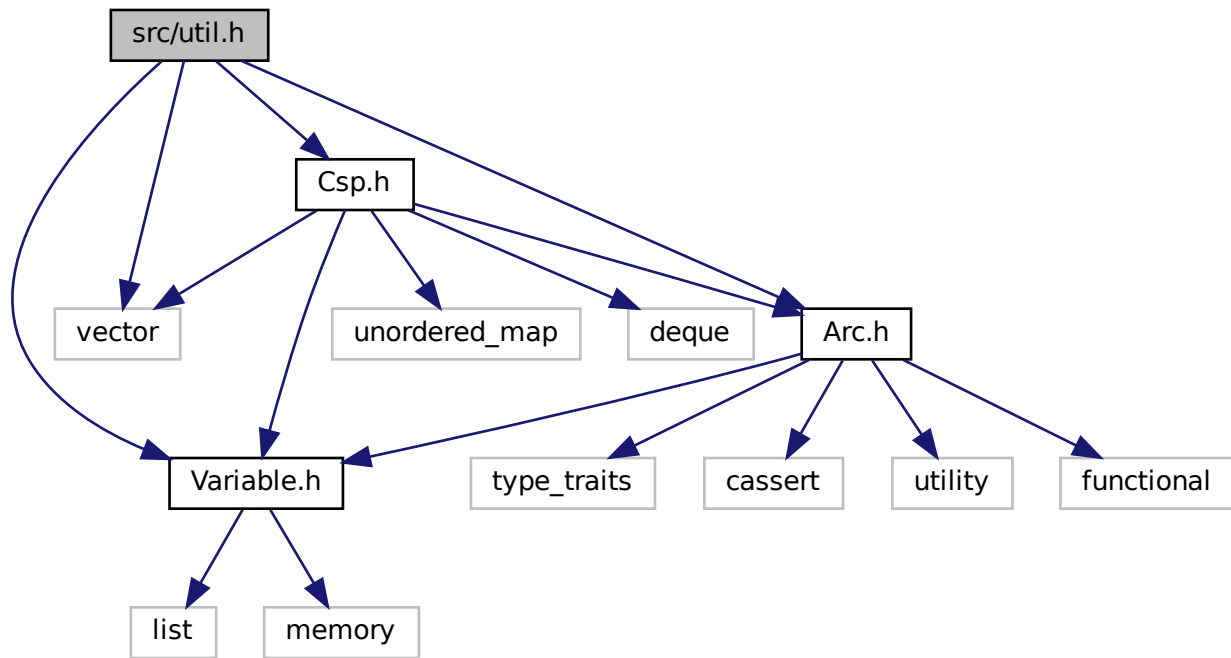 src/util.h
Csp.h
vector
unordered_map
deque
Arc.h
Variable.h
type_traits
cassert
utility
functional
list
memory